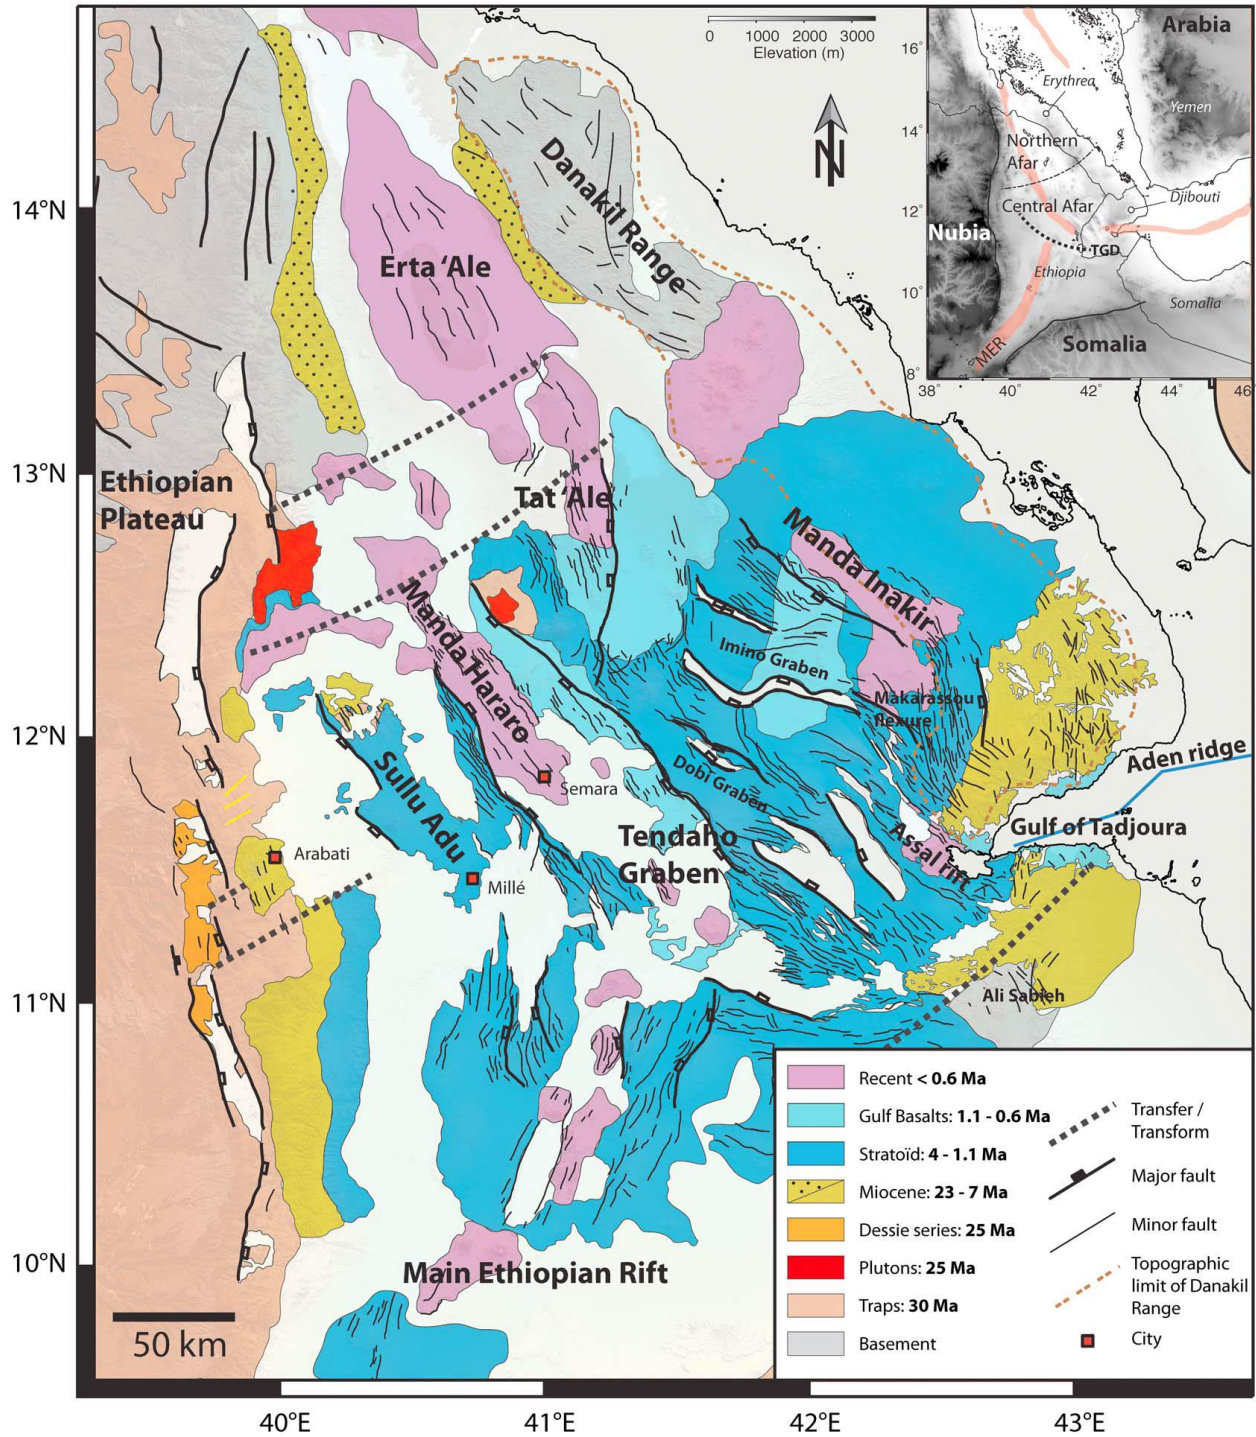 0 1000 2000 3000
Elevation (m)
N
Arabia
Yemen
Erythrea
Northern
Afar
Central Afar
Djibouti
Nubia
TGD
Ethiopia
Somalia
Somalia
MER
16°
14°
12°
10°
8°
38 40° 42° 44° 46
14°N
13°N
12°N
11°N
10°N
Danakil Range
Erta ‘Ale
Ethiopian
Plateau
Tat ‘Ale
Manda Inakir
Manda Hararo
Imino Graben
Makarassou
flexure
Dobi Graben
Aden ridge
Sullu Adu
Semara
Tendaho
Graben
Gulf of Tadjoura
Assal rift
Arabati
Millé
Ali Sabieh
Main Ethiopian Rift
50 km
Recent < 0.6 Ma
Gulf Basalts: 1.1 - 0.6 Ma
Stratoïd: 4 - 1.1 Ma
Miocene: 23 - 7 Ma
Dessie series: 25 Ma
Plutons: 25 Ma
Traps: 30 Ma
Basement
Transfer /
Transform
Major fault
Minor fault
Topographic
limit of Danakil
Range
City
40°E 41°E 42°E 43°E